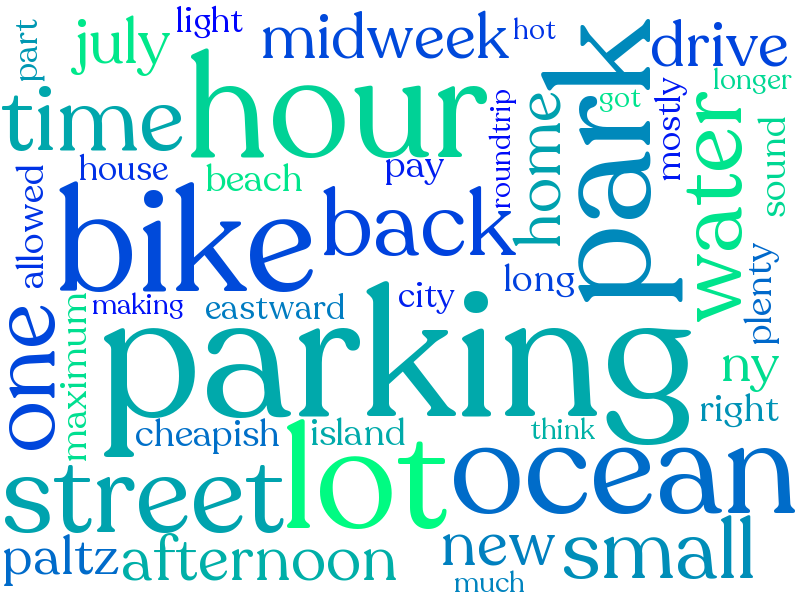 part
july
light
midweek
hot
park
drive
longer
time
hour
roundtrip
home
got
mostly
water
sound
house
beach
pay
allowed
bike
back
long
plenty
one
maximum
making
eastward
city
parking
ny
right
cheapish
island
think
street
lot
ocean
paltz
afternoon
new
small
much